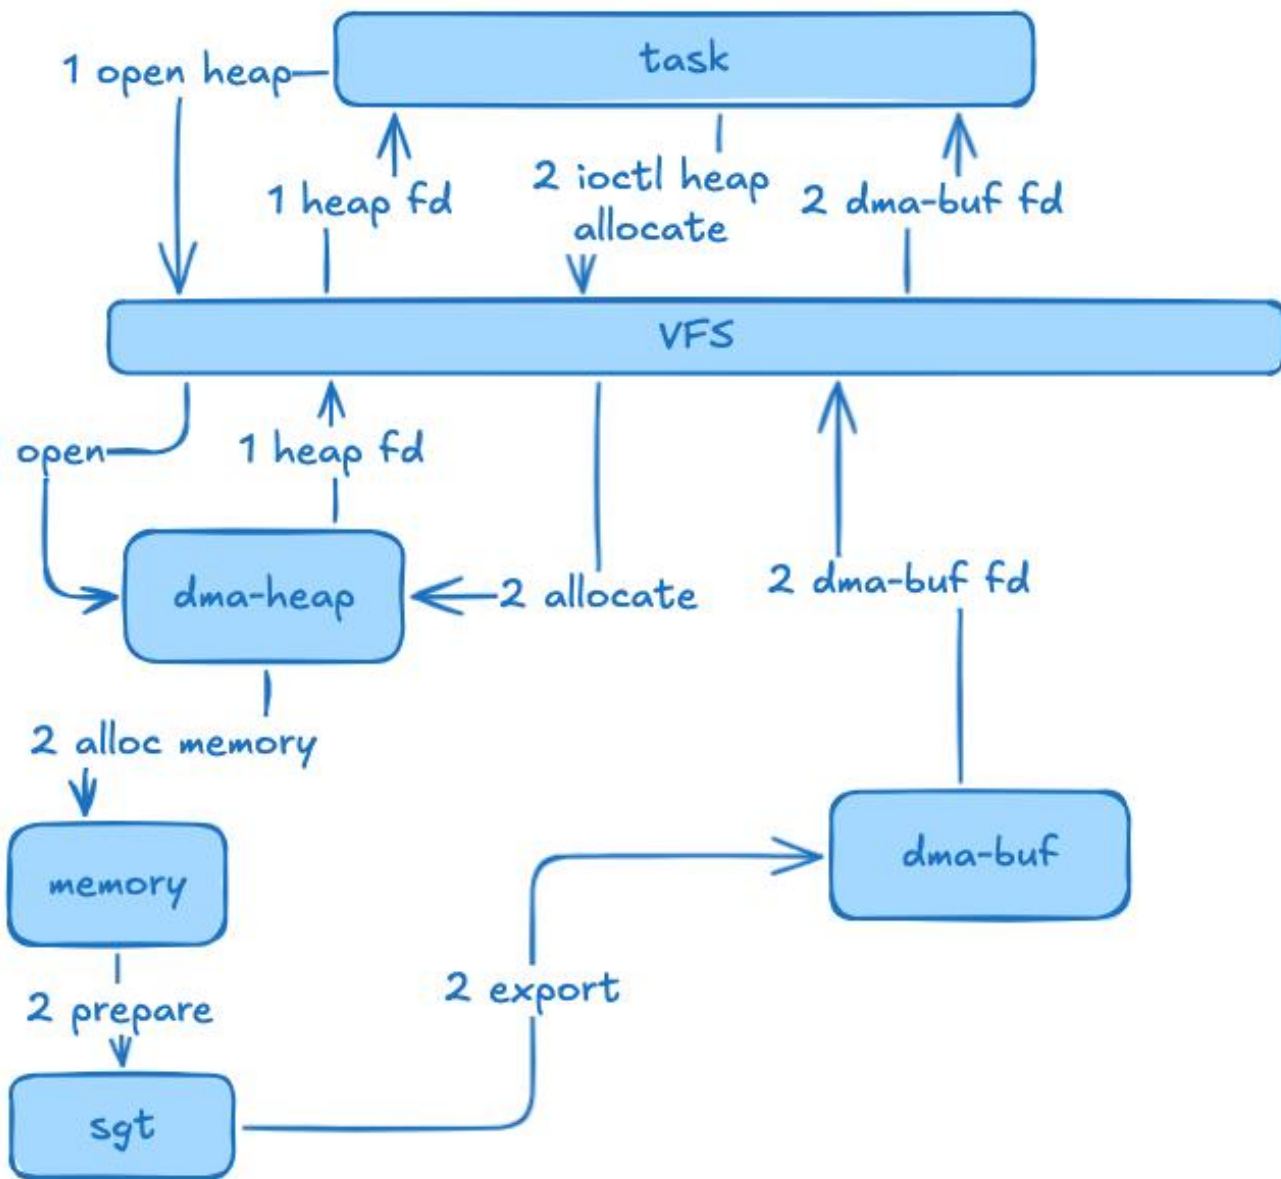 task
1 open heap
2 ioctl heap
allocate
1 heap fd
2 dma-buf fd
VFS
open
1 heap fd
dma-heap
2 allocate
2 dma-buf fd
2 alloc memory
memory
dma-buf
2 prepare
2 export
sgt